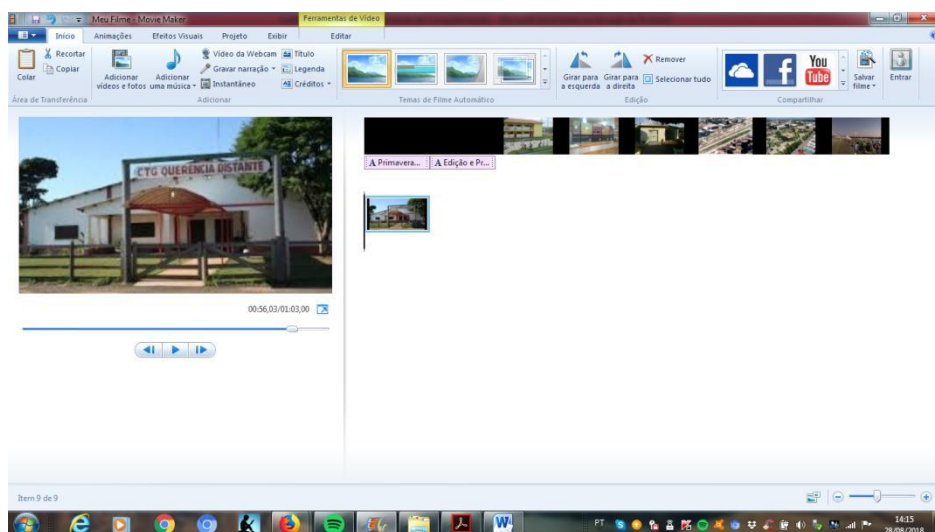 Meu Filme - Movie Maker
Ferramentas de Vídeo
Início Animações Efeitos Visuais Projeto Exibir Editar
Colar
Recortar
Copiar
Área de Transferência
Adicionar vídeos e fotos
Adicionar uma música
Vídeo da Webcam
Gravar narração
Instantâneo
Título
Legenda
Créditos
Adicionar
Temas de Filme Automático
Girar para a esquerda
Girar para a direita
Remover
Selecionar tudo
Edição
You
Tube
Compartilhar
Salvar filme
Entrar
CTG QUERENCIA DISTANTE
A Primavera...
A Edição e Pr...
00:56,03/01:03,00
Item 9 de 9
PT
14:15
28/08/2018